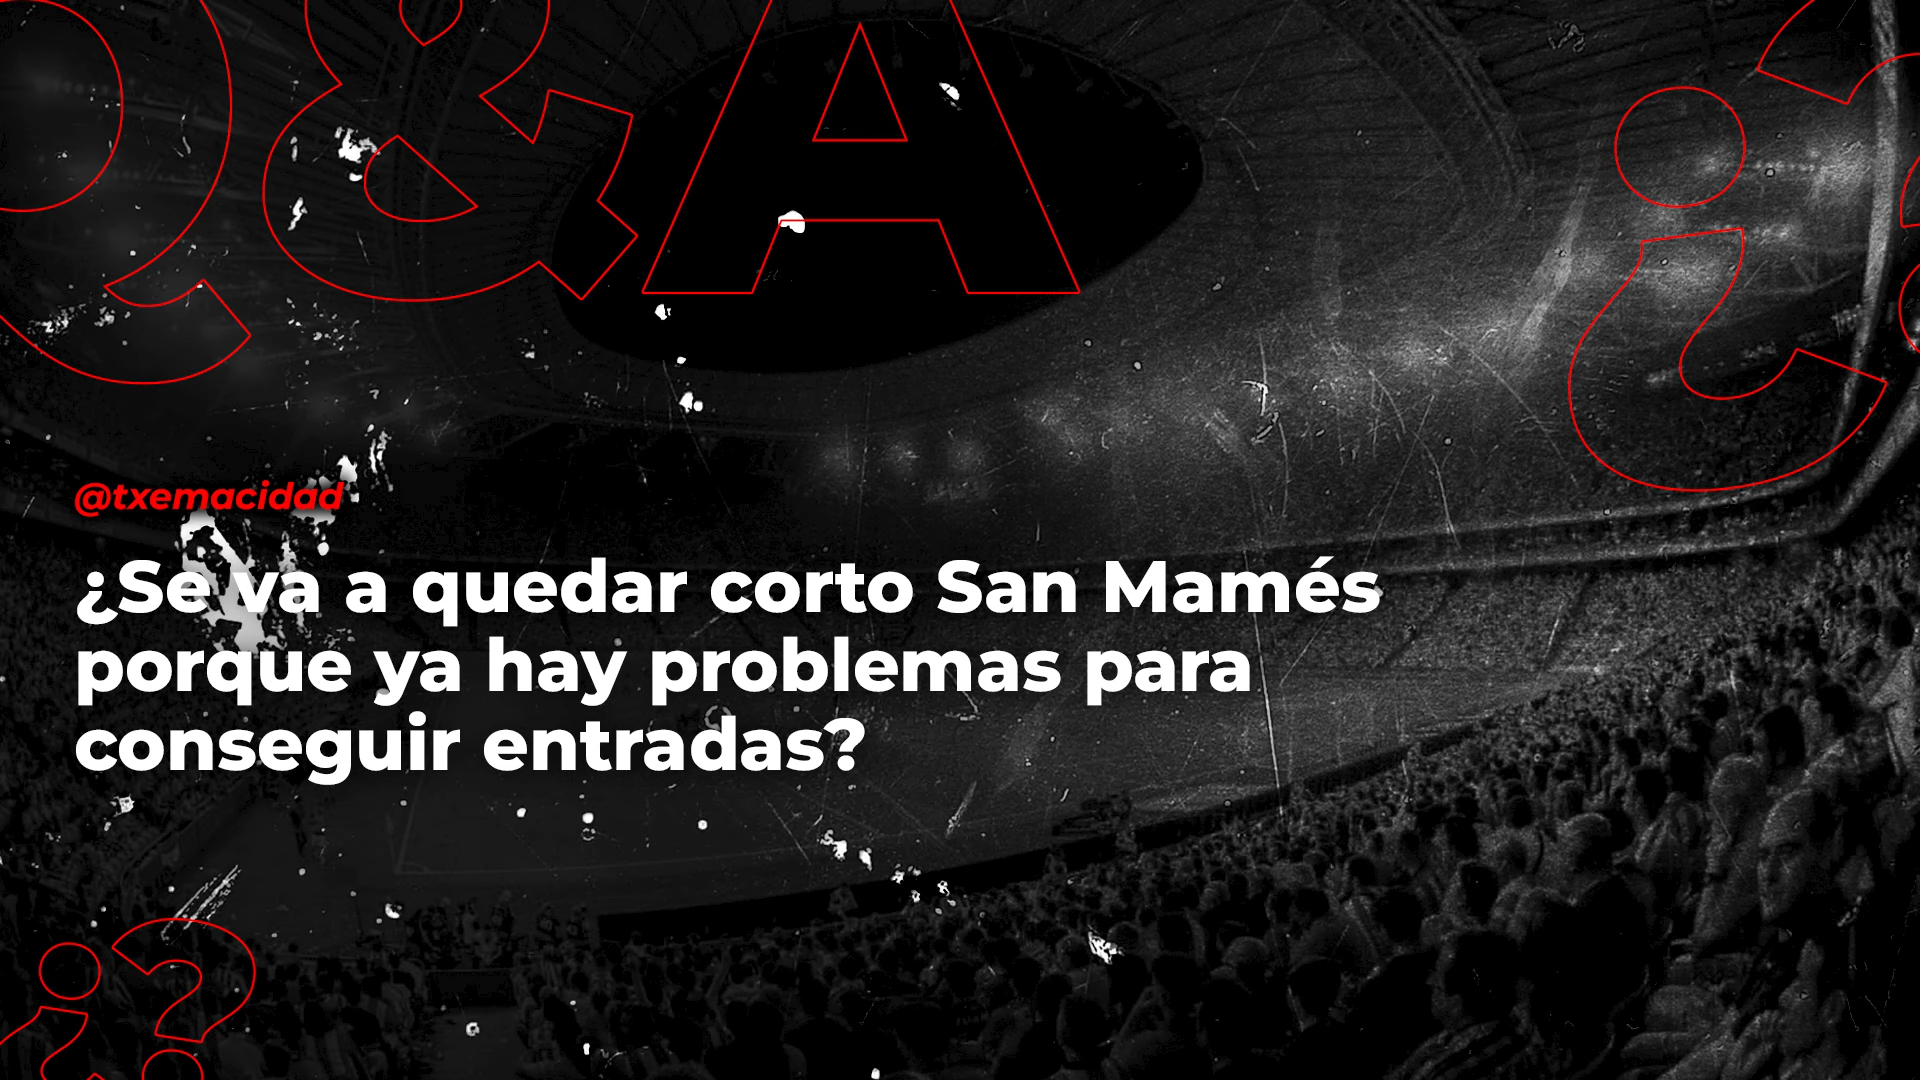 Q&A
@txemacidad
¿Se va a quedar corto San Mamés
porque ya hay problemas para
conseguir entradas?
¿?
¿?